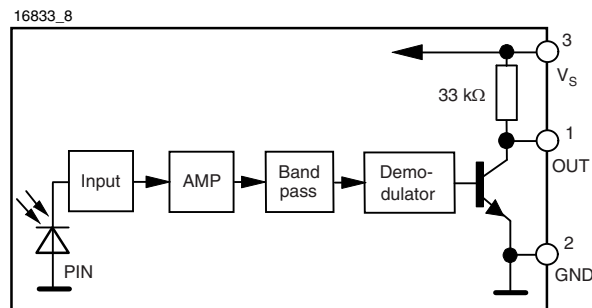 16833_8
3
VS
33 kΩ
1
OUT
Input
AMP
Band
pass
Demo-
dulator
2
GND
PIN